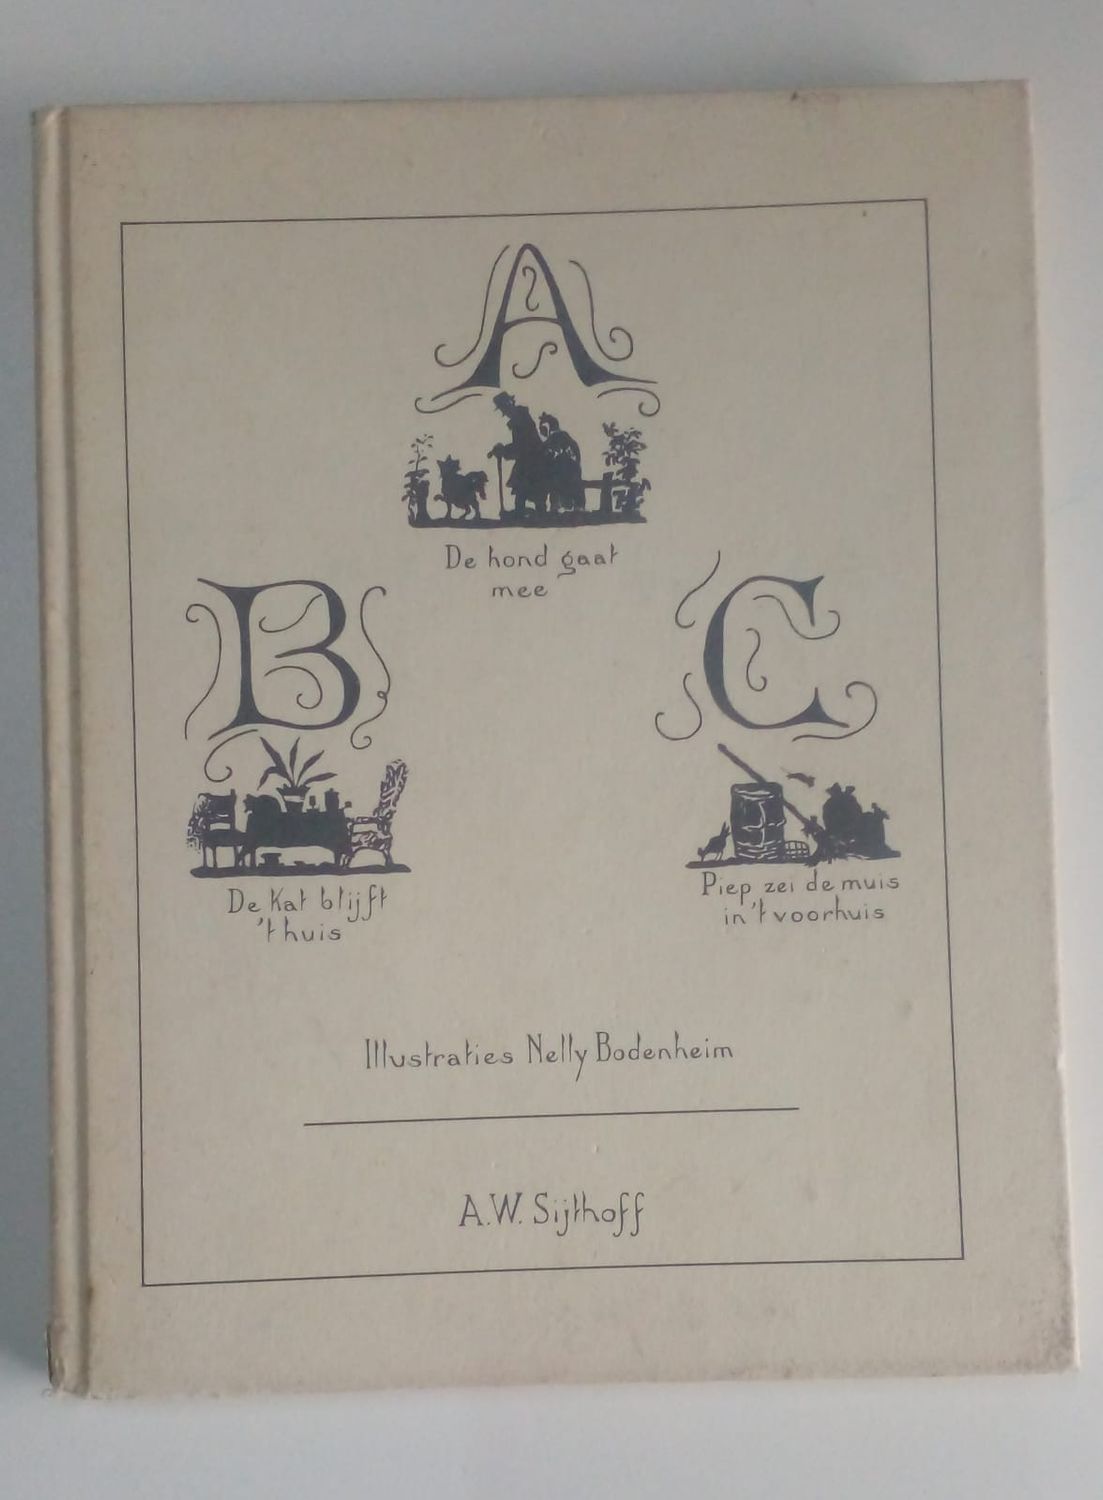 A
De hond gaat
mee
B
C
De Kat blijft
't huis
Piep zei de muis
in 't voorhuis
Illustraties Nelly Bodenheim
A.W. Sijthoff